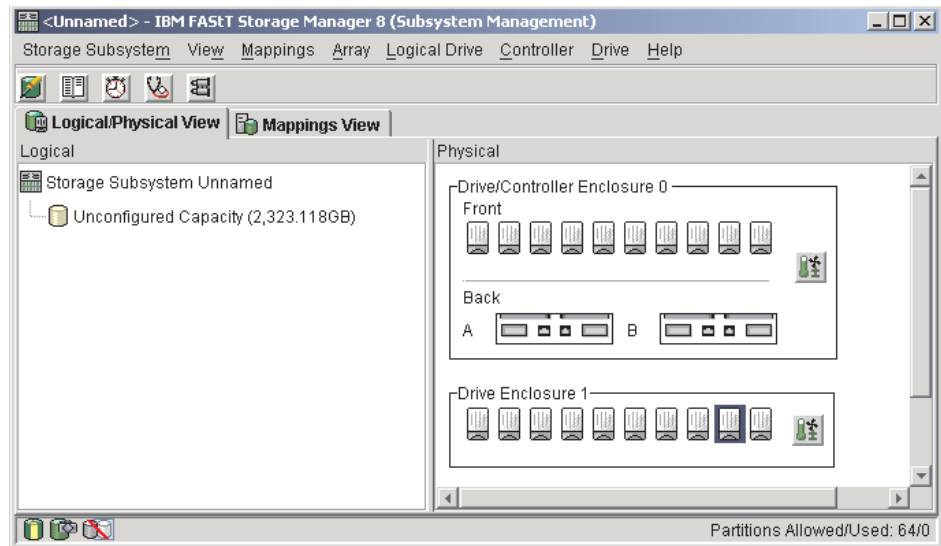 <Unnamed> - IBM FAStT Storage Manager 8 (Subsystem Management)
Storage Subsystem View Mappings Array Logical Drive Controller Drive Help
Logical/Physical View Mappings View
Logical
Storage Subsystem Unnamed
Unconfigured Capacity (2,323.118GB)
Physical
Drive/Controller Enclosure 0
Front
Back
A B
Drive Enclosure 1
Partitions Allowed/Used: 64/0